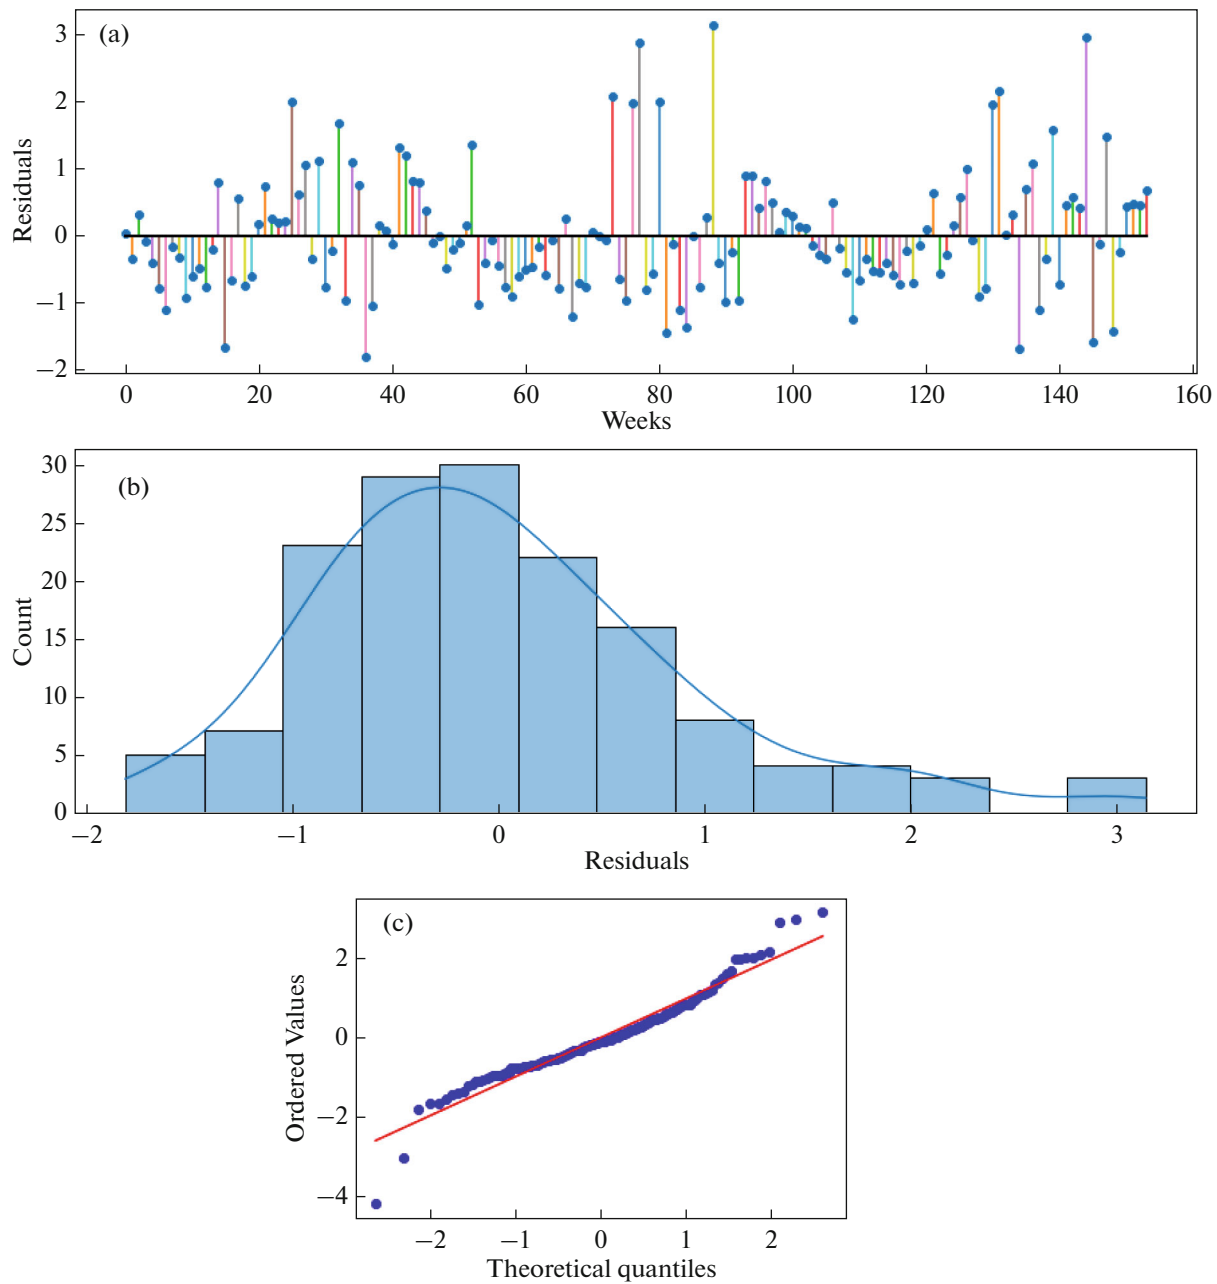 (a)
3
2
1
0
−1
−2
Residuals
0 20 40 60 80 100 120 140 160
Weeks
(b)
30
25
20
15
10
5
0
Count
−2 −1 0 1 2 3
Residuals
(c)
2
0
−2
−4
Ordered Values
−2 −1 0 1 2
Theoretical quantiles